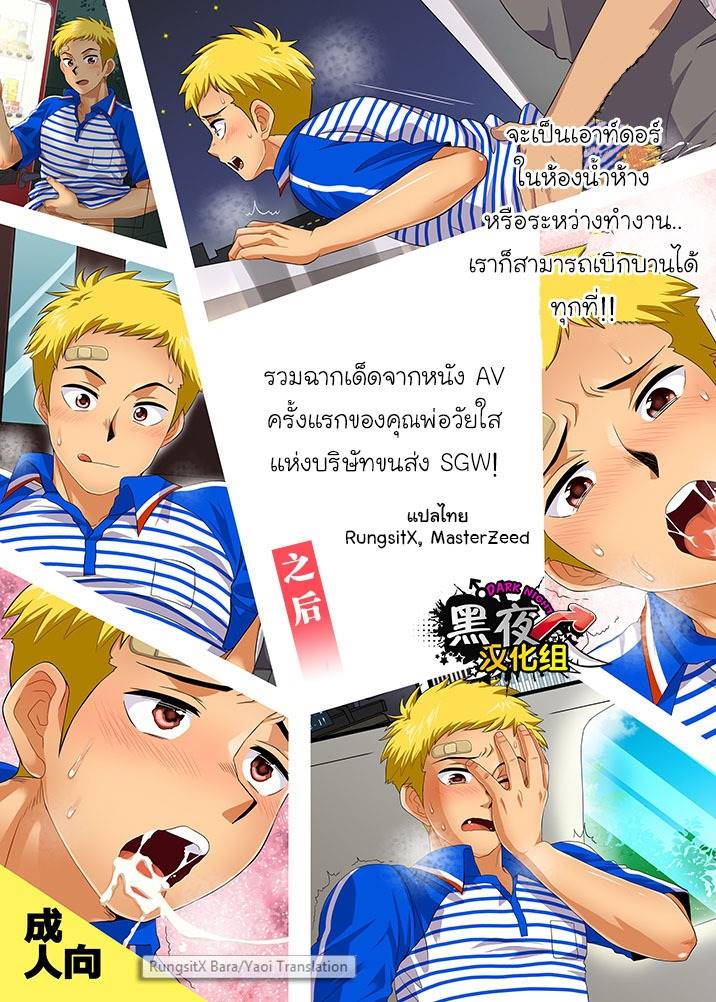 จะเป็นเอาท์ดอร์
ในห้องน้ำห้าง
หรือระหว่างทำงาน..
เราก็สามารถเบิกบานได้
ทุกที่!!
รวมฉากเด็ดจากหนัง AV
ครั้งแรกของคุณพ่อวัยใส
แห่งบริษัทขนส่ง SGW!
แปลไทย
RungsitX, MasterZeed
之后
DARK NIGHT
黑夜
汉化组
成人向
RungsitX Bara/Yaoi Translation